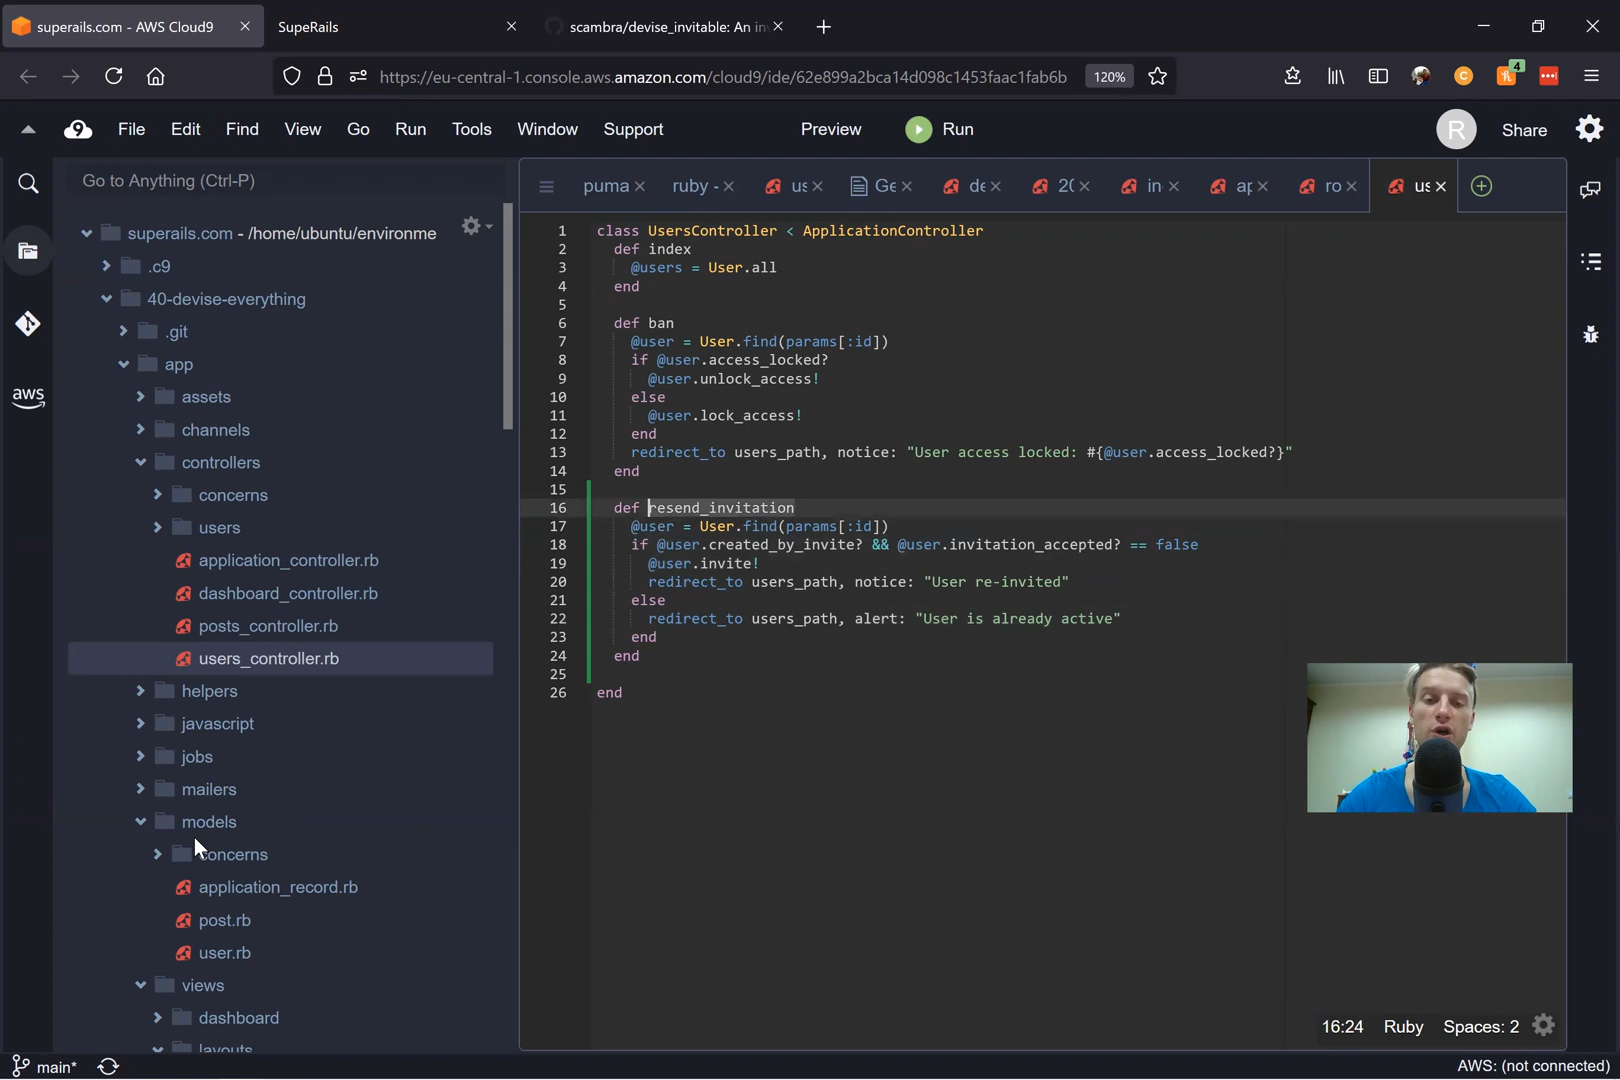 superails.com - AWS Cloud9
SupeRails
scambra/devise_invitable: An in
https://eu-central-1.console.aws.amazon.com/cloud9/ide/62e899a2bca14d098c1453faac1fab6b
120%
C
4
9
File Edit Find View Go Run Tools Window Support
Preview
Run
R
Share
Go to Anything (Ctrl-P)
puma
ruby -
us
Ge
de
20
in
ap
ro
us
superails.com - /home/ubuntu/environme
.c9
40-devise-everything
.git
app
assets
channels
controllers
concerns
users
application_controller.rb
dashboard_controller.rb
posts_controller.rb
users_controller.rb
helpers
javascript
jobs
mailers
models
concerns
application_record.rb
post.rb
user.rb
views
dashboard
layouts
aws
1 class UsersController < ApplicationController
2 def index
3 @users = User.all
4 end
5
6 def ban
7 @user = User.find(params[:id])
8 if @user.access_locked?
9 @user.unlock_access!
10 else
11 @user.lock_access!
12 end
13 redirect_to users_path, notice: "User access locked: #{@user.access_locked?}"
14 end
15
16 def resend_invitation
17 @user = User.find(params[:id])
18 if @user.created_by_invite? && @user.invitation_accepted? == false
19 @user.invite!
20 redirect_to users_path, notice: "User re-invited"
21 else
22 redirect_to users_path, alert: "User is already active"
23 end
24 end
25
26 end
16:24 Ruby Spaces: 2
main*
AWS: (not connected)